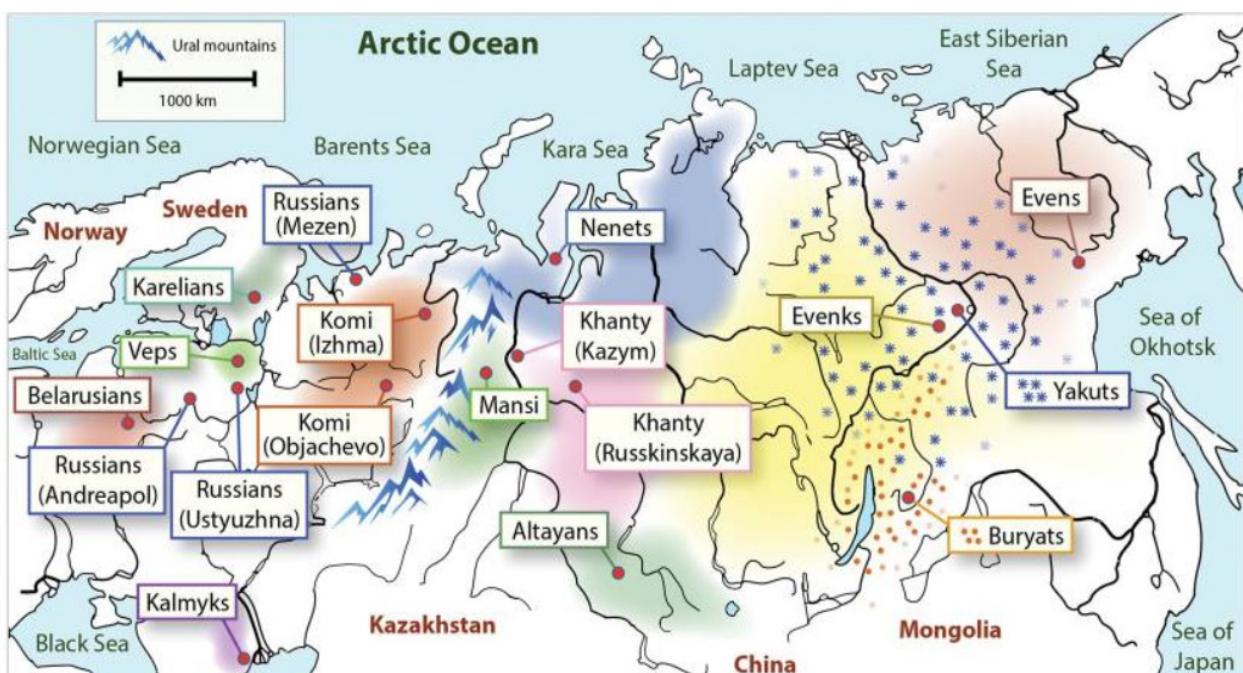 Ural mountains
1000 km
Arctic Ocean
East Siberian
Sea
Laptev Sea
Norwegian Sea
Barents Sea
Kara Sea
Norway
Sweden
Russians
(Mezen)
Nenets
Evens
Karelians
Komi
(Izhma)
Khanty
(Kazym)
Evenks
Sea of
Okhotsk
Baltic Sea
Veps
Belarusians
Mansi
Yakuts
Komi
(Objachevo)
Khanty
(Russkinskaya)
Russians
(Andreapol)
Russians
(Ustyuzhna)
Altayans
Buryats
Kalmyks
Black Sea
Kazakhstan
Mongolia
China
Sea of
Japan